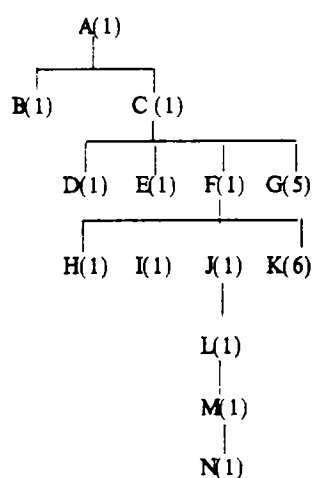 A(1)
B(1) C (1)
D(1) E(1) F(1) G(5)
H(1) I(1) J(1) K(6)
L(1)
M(1)
N(1)